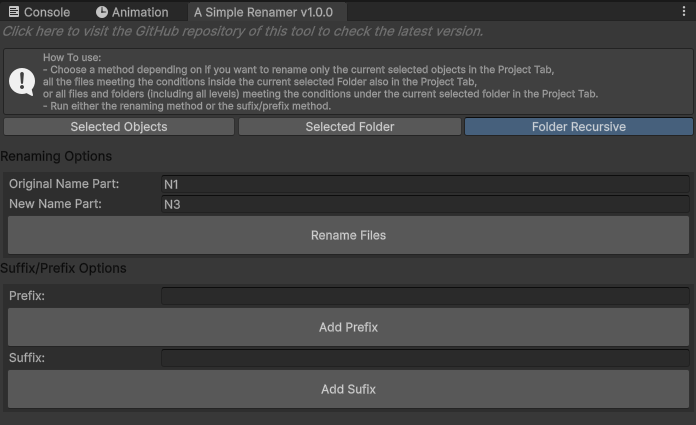 Console Animation A Simple Renamer v1.0.0
Click here to visit the GitHub repository of this tool to check the latest version.
How To use:
- Choose a method depending on if you want to rename only the current selected objects in the Project Tab,
all the files meeting the conditions inside the current selected Folder also in the Project Tab,
or all files and folders (including all levels) meeting the conditions under the current selected folder in the Project Tab.
- Run either the renaming method or the sufix/prefix method.
Selected Objects Selected Folder Folder Recursive
Renaming Options
Original Name Part: N1
New Name Part: N3
Rename Files
Suffix/Prefix Options
Prefix:
Add Prefix
Suffix:
Add Sufix